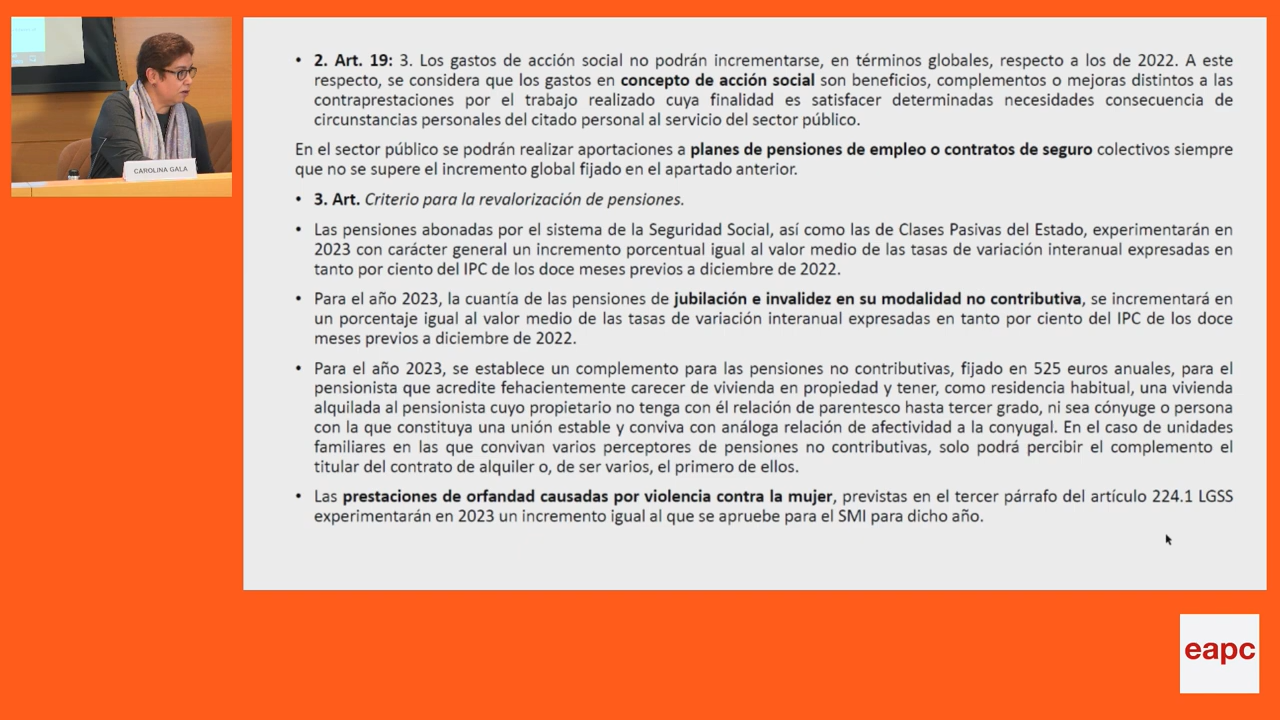 • 2. Art. 19: 3. Los gastos de acción social no podrán incrementarse, en términos globales, respecto a los de 2022. A este
respecto, se considera que los gastos en concepto de acción social son beneficios, complementos o mejoras distintos a las
contraprestaciones por el trabajo realizado cuya finalidad es satisfacer determinadas necesidades consecuencia de
circunstancias personales del citado personal al servicio del sector público.
En el sector público se podrán realizar aportaciones a planes de pensiones de empleo o contratos de seguro colectivos siempre
que no se supere el incremento global fijado en el apartado anterior.
• 3. Art. Criterio para la revalorización de pensiones.
• Las pensiones abonadas por el sistema de la Seguridad Social, así como las de Clases Pasivas del Estado, experimentarán en
2023 con carácter general un incremento porcentual igual al valor medio de las tasas de variación interanual expresadas en
tanto por ciento del IPC de los doce meses previos a diciembre de 2022.
• Para el año 2023, la cuantía de las pensiones de jubilación e invalidez en su modalidad no contributiva, se incrementará en
un porcentaje igual al valor medio de las tasas de variación interanual expresadas en tanto por ciento del IPC de los doce
meses previos a diciembre de 2022.
• Para el año 2023, se establece un complemento para las pensiones no contributivas, fijado en 525 euros anuales, para el
pensionista que acredite fehacientemente carecer de vivienda en propiedad y tener, como residencia habitual, una vivienda
alquilada al pensionista cuyo propietario no tenga con él relación de parentesco hasta tercer grado, ni sea cónyuge o persona
con la que constituya una unión estable y conviva con análoga relación de afectividad a la conyugal. En el caso de unidades
familiares en las que convivan varios perceptores de pensiones no contributivas, solo podrá percibir el complemento el
titular del contrato de alquiler o, de ser varios, el primero de ellos.
• Las prestaciones de orfandad causadas por violencia contra la mujer, previstas en el tercer párrafo del artículo 224.1 LGSS
experimentarán en 2023 un incremento igual al que se apruebe para el SMI para dicho año.
CAROLINA GALA
eapc